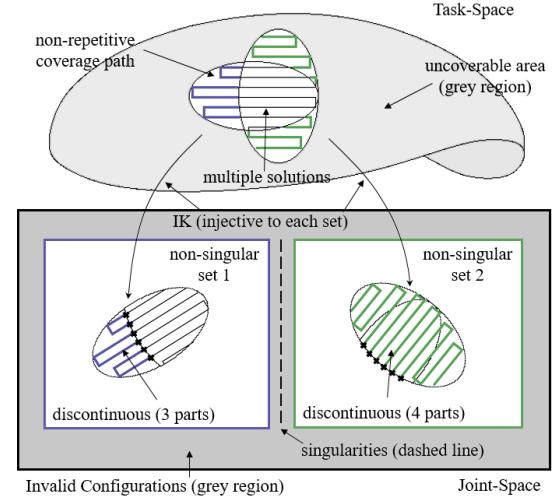 Task-Space
non-repetitive
coverage path
uncoverable area
(grey region)
multiple solutions
IK (injective to each set)
non-singular
set 1
non-singular
set 2
discontinuous (3 parts)
discontinuous (4 parts)
singularities (dashed line)
Invalid Configurations (grey region)
Joint-Space